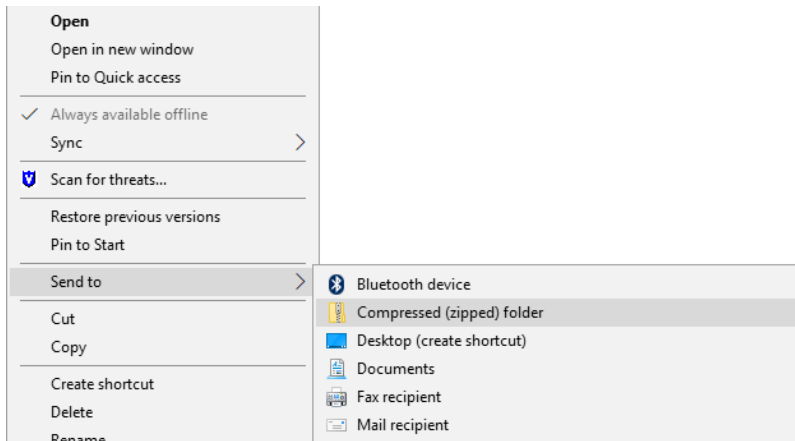 Open
Open in new window
Pin to Quick access
Always available offline
Sync
Scan for threats...
Restore previous versions
Pin to Start
Send to
Cut
Copy
Create shortcut
Delete
Rename
Bluetooth device
Compressed (zipped) folder
Desktop (create shortcut)
Documents
Fax recipient
Mail recipient